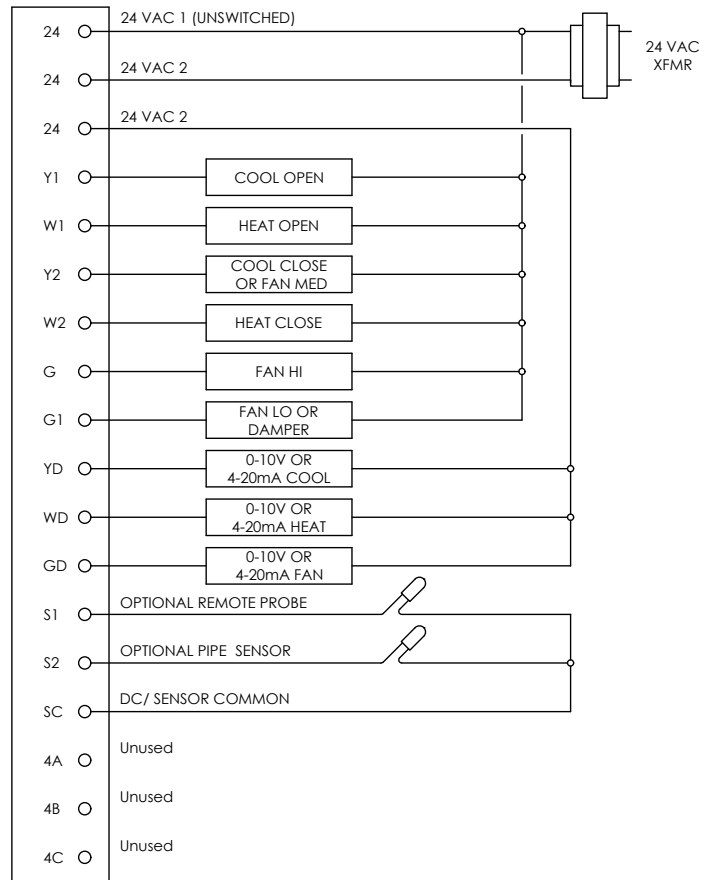 24 VAC 1 (UNSWITCHED)
24
24 VAC
XFMR
24 VAC 2
24
24 VAC 2
24
Y1
COOL OPEN
W1
HEAT OPEN
Y2
COOL CLOSE
OR FAN MED
W2
HEAT CLOSE
G
FAN HI
G1
FAN LO OR
DAMPER
YD
0-10V OR
4-20mA COOL
WD
0-10V OR
4-20mA HEAT
GD
0-10V OR
4-20mA FAN
S1
OPTIONAL REMOTE PROBE
S2
OPTIONAL PIPE SENSOR
SC
DC/ SENSOR COMMON
4A
Unused
4B
Unused
4C
Unused